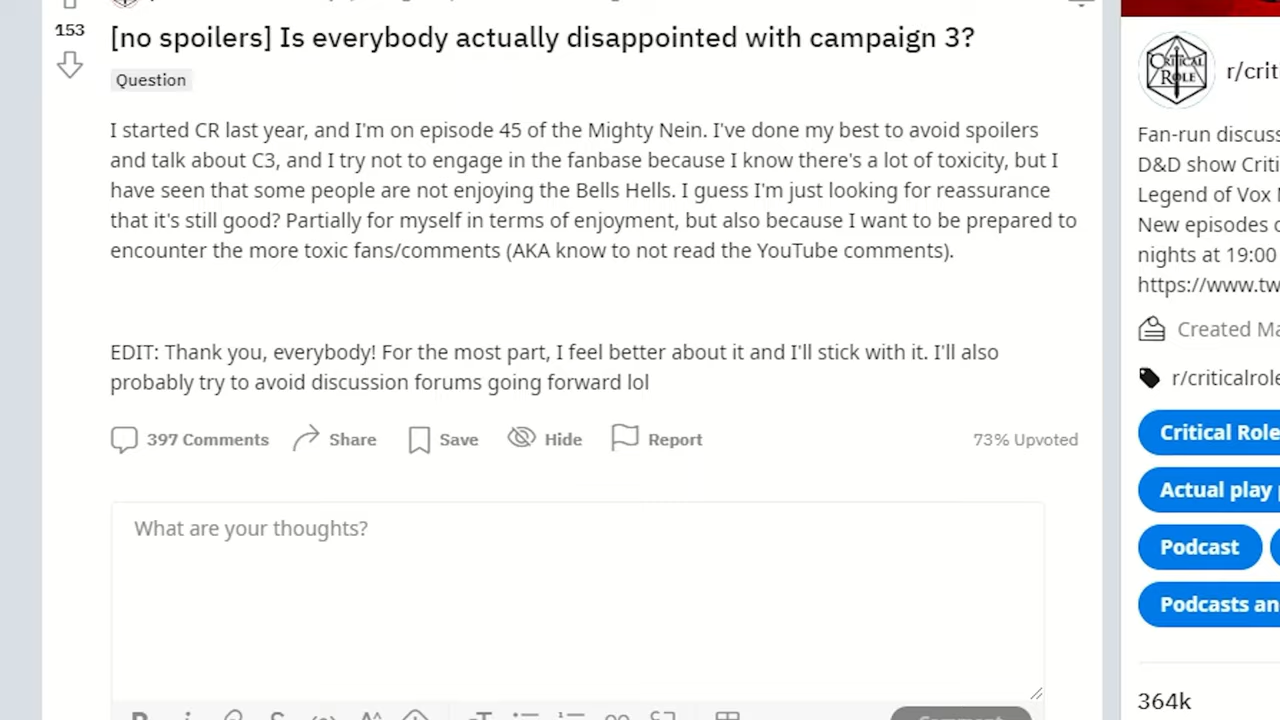 153
[no spoilers] Is everybody actually disappointed with campaign 3?
Question
I started CR last year, and I'm on episode 45 of the Mighty Nein. I've done my best to avoid spoilers
and talk about C3, and I try not to engage in the fanbase because I know there's a lot of toxicity, but I
have seen that some people are not enjoying the Bells Hells. I guess I'm just looking for reassurance
that it's still good? Partially for myself in terms of enjoyment, but also because I want to be prepared to
encounter the more toxic fans/comments (AKA know to not read the YouTube comments).
EDIT: Thank you, everybody! For the most part, I feel better about it and I'll stick with it. I'll also
probably try to avoid discussion forums going forward lol
397 Comments Share Save Hide Report 73% Upvoted
What are your thoughts?
CRITICAL
ROLE
r/crit
Fan-run discuss
D&D show Criti
Legend of Vox
New episodes
nights at 19:00
https://www.tw
Created Ma
r/criticalrole
Critical Role
Actual play
Podcast
Podcasts an
364k